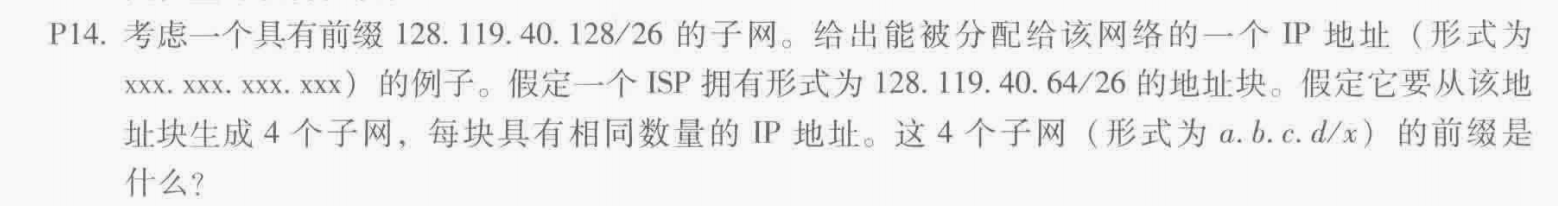 P14. 考虑一个具有前缀 128. 119. 40. 128/26 的子网。给出能被分配给该网络的一个 IP 地址（形式为
xxx. xxx. xxx. xxx）的例子。假定一个 ISP 拥有形式为 128. 119. 40. 64/26 的地址块。假定它要从该地
址块生成 4 个子网，每块具有相同数量的 IP 地址。这 4 个子网（形式为 a. b. c. d/x）的前缀是
什么?